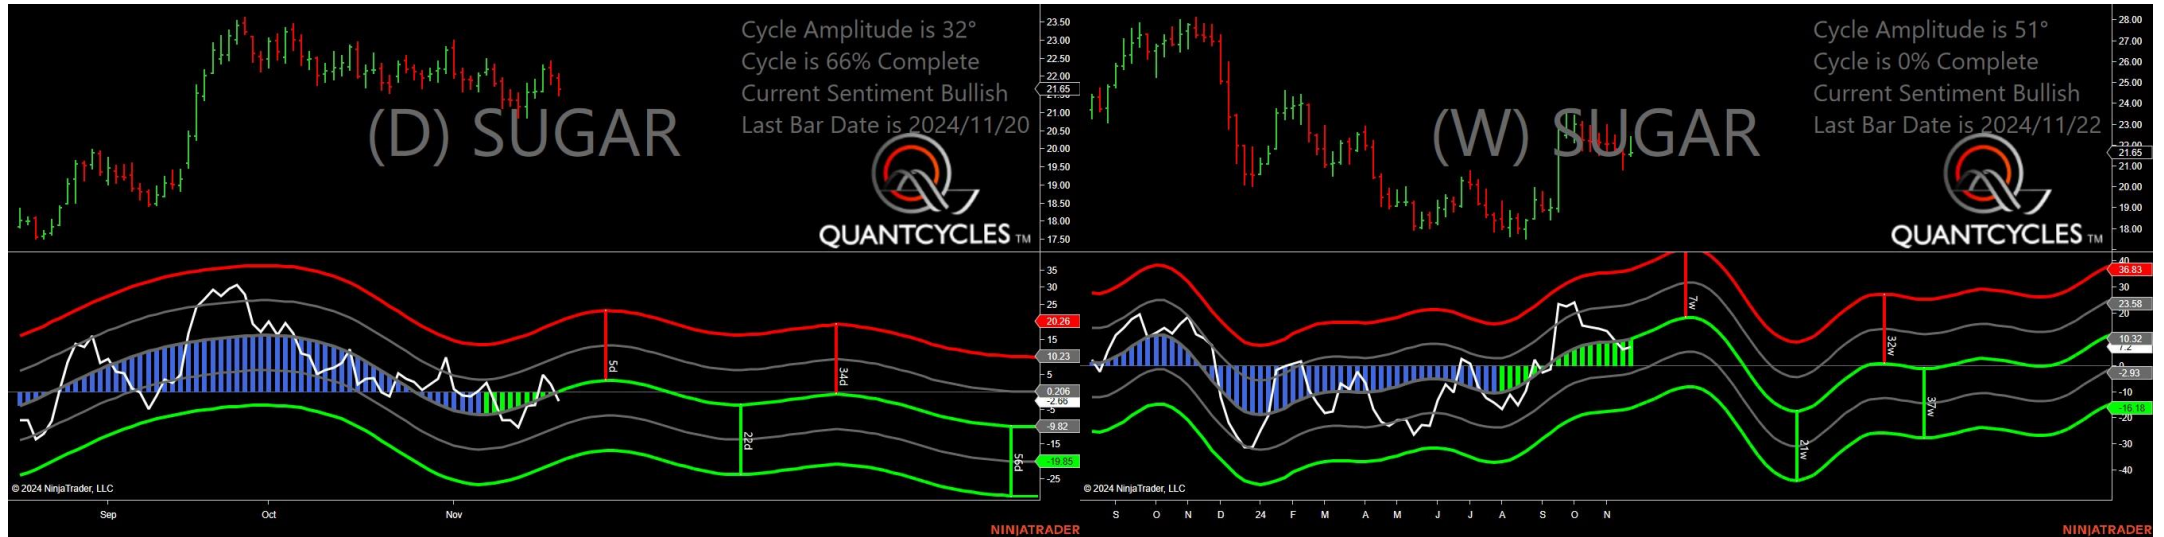 Cycle Amplitude is 32°
Cycle is 66% Complete
Current Sentiment Bullish
Last Bar Date is 2024/11/20
(D) SUGAR
QUANTCYCLES TM
23.50
23.00
22.50
22.00
21.65
21.00
20.50
20.00
19.50
19.00
18.50
18.00
17.50
35
30
25
20.26
15
10.23
5
0.206
-2.65
-5
-9.82
-15
-19.85
-25
5d
22d
34d
56d
© 2024 NinjaTrader, LLC
Sep Oct Nov
NINJATRADER
Cycle Amplitude is 51°
Cycle is 0% Complete
Current Sentiment Bullish
Last Bar Date is 2024/11/22
(W) SUGAR
QUANTCYCLES TM
28.00
27.00
26.00
25.00
24.00
23.00
22.00
21.65
21.00
20.00
19.00
18.00
40
36.83
30
23.58
20
10.32
7.2
-2.93
-10
-16.18
-20
-30
-40
7w
21w
32w
37w
© 2024 NinjaTrader, LLC
S O N D 24 F M A M J J A S O N
NINJATRADER